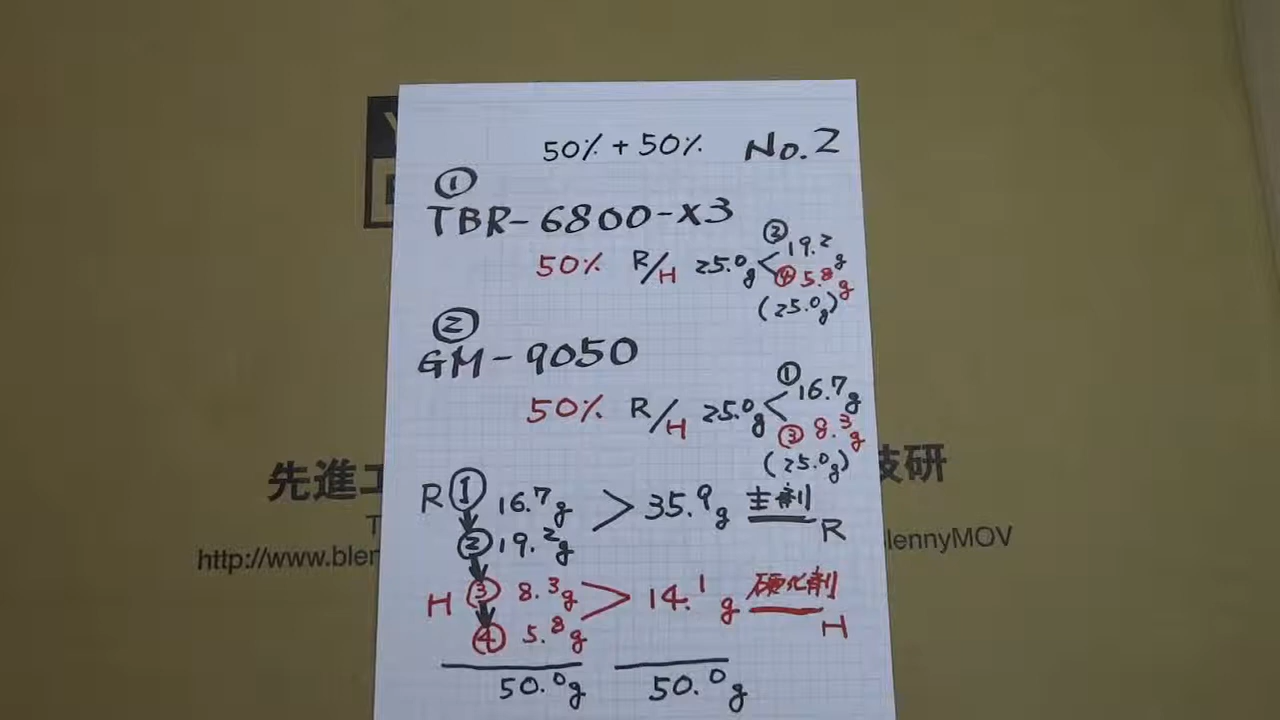 50% + 50% No.2
①
TBR-6800-X3
50% R/H 25.0g < ② 19.2g
④ 5.8g
(25.0g)
②
GM-9050
50% R/H 25.0g < ① 16.7g
③ 8.3g
(25.0g)
R ① 16.7g > 35.9g 主剤
② 19.2g R
H ③ 8.3g > 14.1g 硬化剤
④ 5.8g H
50.0g 50.0g
先進工 技研
http://www.blen lennyMOV